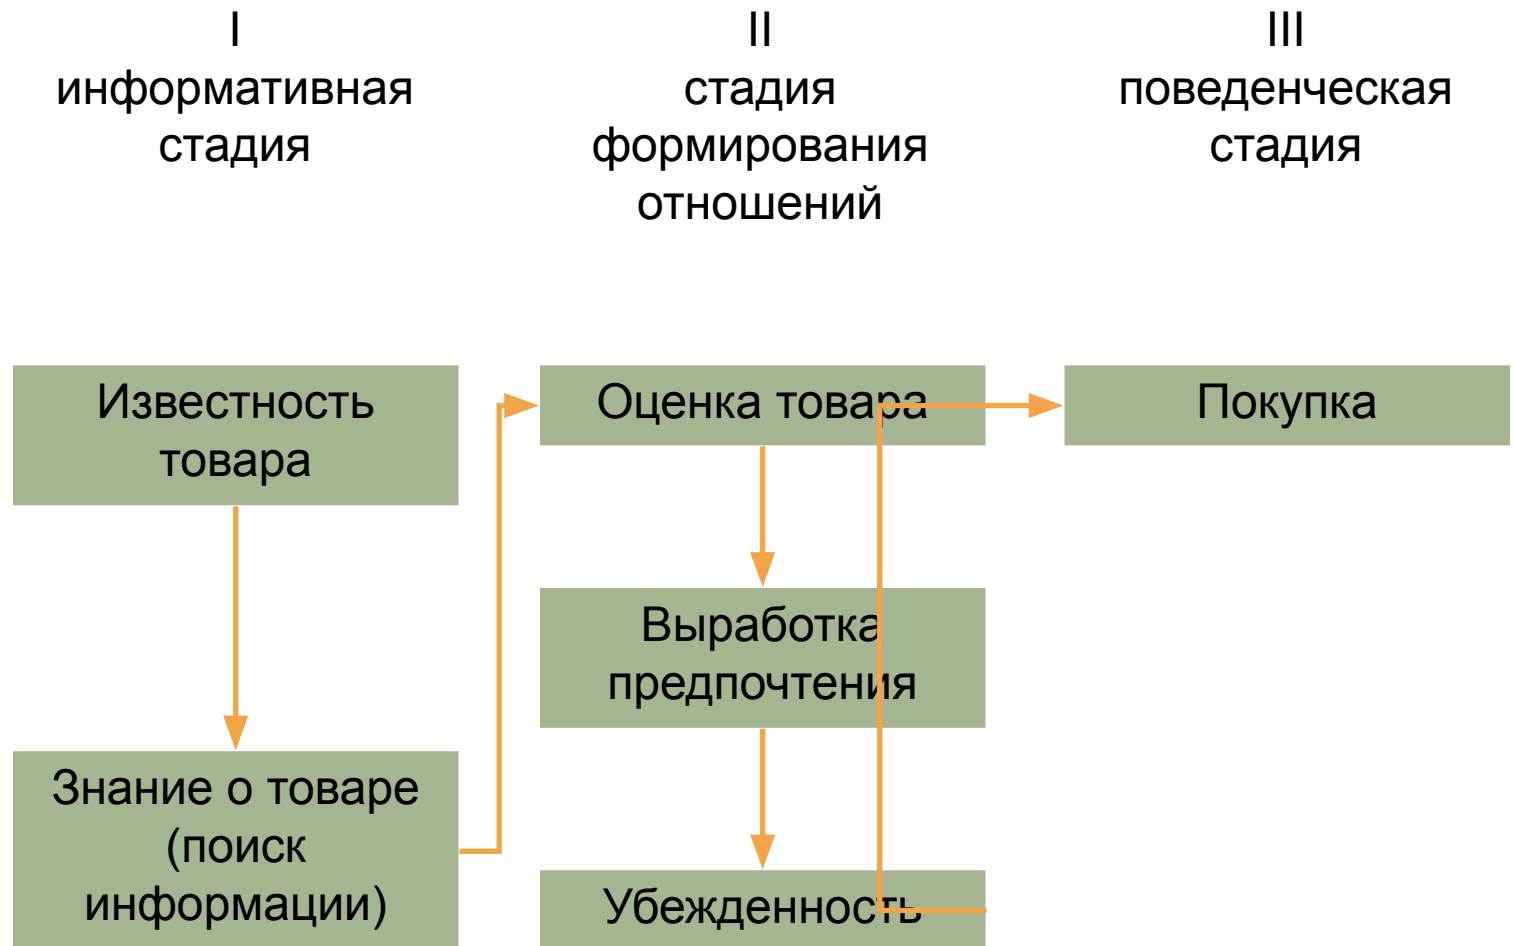 I
информативная
стадия
II
стадия
формирования
отношений
III
поведенческая
стадия
Известность
товара
Знание о товаре
(поиск
информации)
Оценка товара
Выработка
предпочтения
Убежденность
Покупка